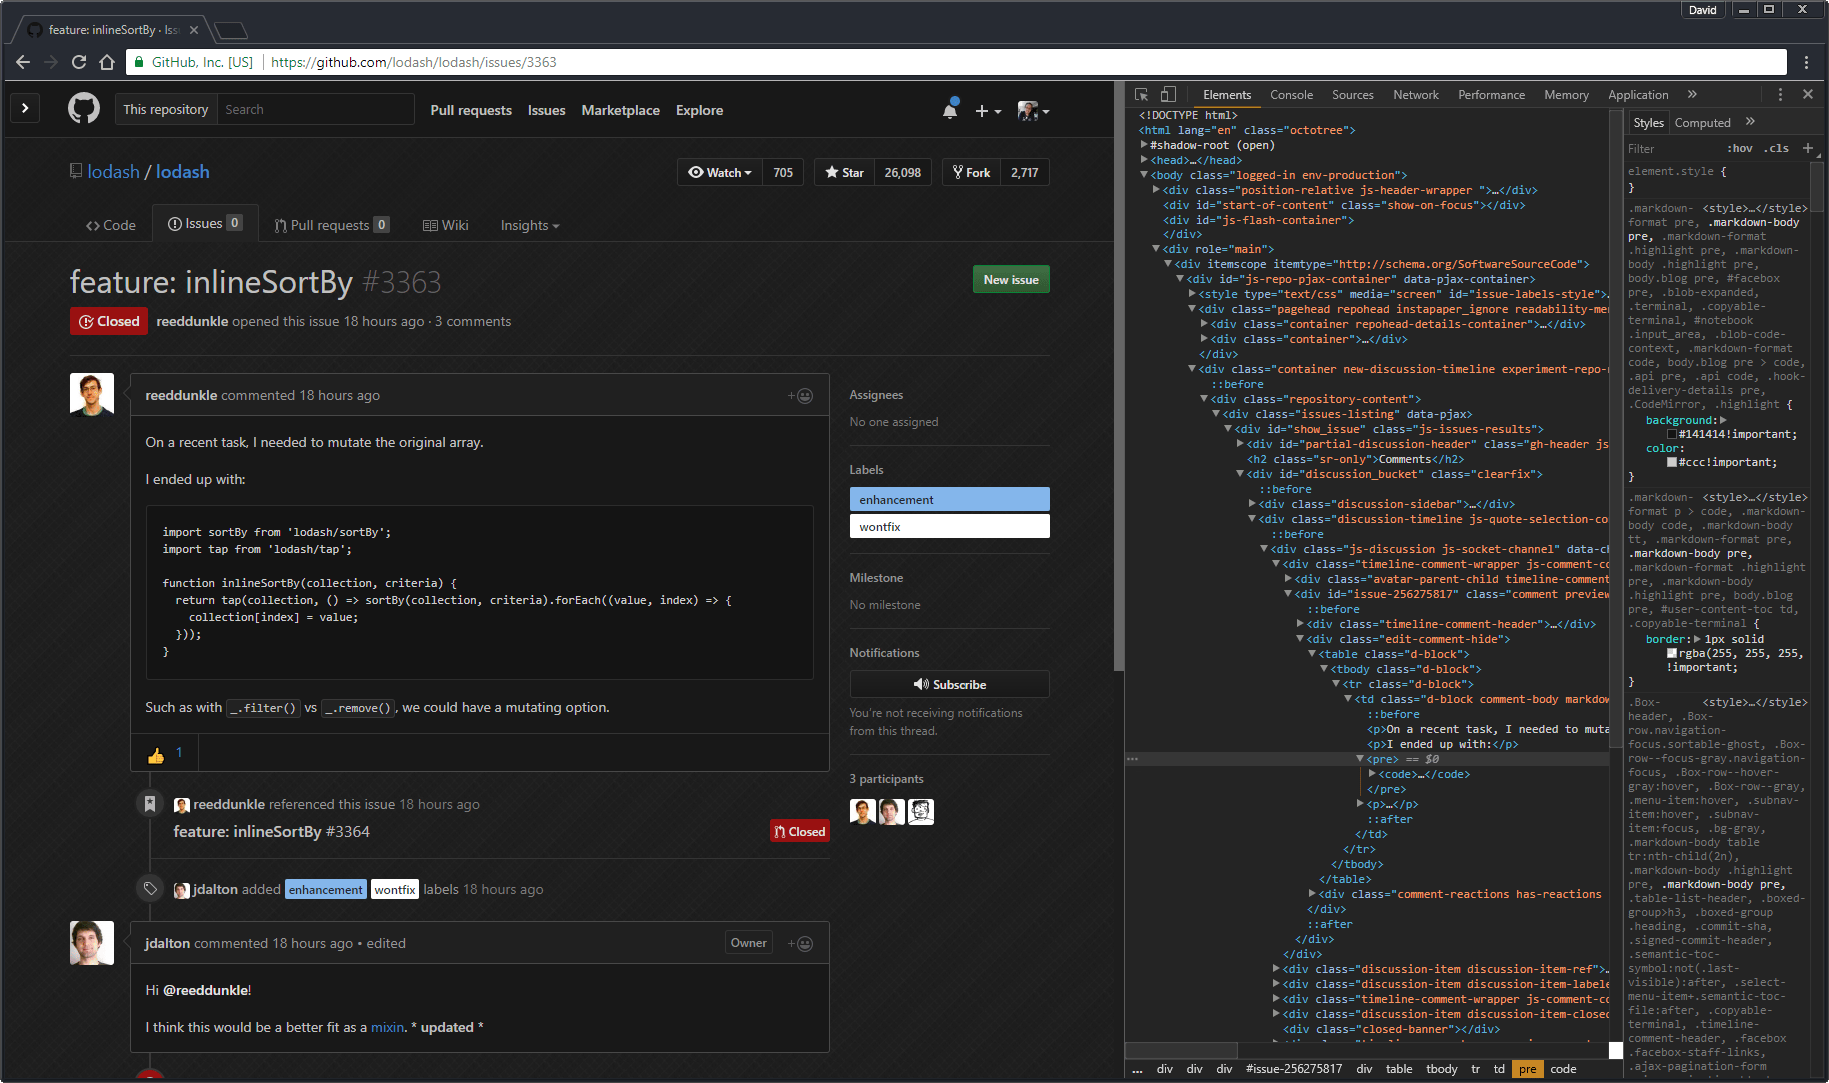 David
feature: inlineSortBy · Iss
GitHub, Inc. [US] https://github.com/lodash/lodash/issues/3363
This repository Search Pull requests Issues Marketplace Explore
lodash / lodash
Watch 705 Star 26,098 Fork 2,717
Code Issues 0 Pull requests 0 Wiki Insights
feature: inlineSortBy #3363
New issue
Closed reeddunkle opened this issue 18 hours ago · 3 comments
reeddunkle commented 18 hours ago
On a recent task, I needed to mutate the original array.
I ended up with:
import sortBy from 'lodash/sortBy';
import tap from 'lodash/tap';
function inlineSortBy(collection, criteria) {
return tap(collection, () => sortBy(collection, criteria).forEach((value, index) => {
collection[index] = value;
}));
}
Such as with _.filter() vs _.remove(), we could have a mutating option.
👍 1
reeddunkle referenced this issue 18 hours ago
feature: inlineSortBy #3364
Closed
jdalton added enhancement wontfix labels 18 hours ago
jdalton commented 18 hours ago • edited
Owner
Hi @reeddunkle!
I think this would be a better fit as a mixin. * updated *
Assignees
No one assigned
Labels
enhancement
wontfix
Milestone
No milestone
Notifications
Subscribe
You're not receiving notifications
from this thread.
3 participants
Elements Console Sources Network Performance Memory Application »
<!DOCTYPE html>
<html lang="en" class="octotree">
#shadow-root (open)
<head>…</head>
<body class="logged-in env-production">
<div class="position-relative js-header-wrapper ">…</div>
<div id="start-of-content" class="show-on-focus"></div>
<div id="js-flash-container">
</div>
<div role="main">
<div itemscope itemtype="http://schema.org/SoftwareSourceCode">
<div id="js-repo-pjax-container" data-pjax-container>
<style type="text/css" media="screen" id="issue-labels-style">.
<div class="pagehead repohead instapaper_ignore readability-me
<div class="container repohead-details-container">…</div>
<div class="container">…</div>
</div>
<div class="container new-discussion-timeline experiment-repo-
::before
<div class="repository-content">
<div class="issues-listing" data-pjax>
<div id="show_issue" class="js-issues-results">
<div id="partial-discussion-header" class="gh-header js
<h2 class="sr-only">Comments</h2>
<div id="discussion_bucket" class="clearfix">
::before
<div class="discussion-sidebar">…</div>
<div class="discussion-timeline js-quote-selection-co
::before
<div class="js-discussion js-socket-channel" data-ch
<div class="timeline-comment-wrapper js-comment-co
<div class="avatar-parent-child timeline-comment
<div id="issue-256275817" class="comment preview
::before
<div class="timeline-comment-header">…</div>
<div class="edit-comment-hide">
<table class="d-block">
<tbody class="d-block">
<tr class="d-block">
<td class="d-block comment-body markdow
::before
<p>On a recent task, I needed to muta
<p>I ended up with:</p>
<pre> == $0
<code>…</code>
</pre>
<p>…</p>
::after
</td>
</tr>
</tbody>
</table>
<div class="comment-reactions has-reactions
</div>
::after
</div>
</div>
<div class="discussion-item discussion-item-ref">…
<div class="discussion-item discussion-item-labele
<div class="timeline-comment-wrapper js-comment-co
<div class="discussion-item discussion-item-closed
<div class="closed-banner"></div>
... div div div #issue-256275817 div table tbody tr td pre code
Styles Computed »
Filter :hov .cls +
element.style {
}
.markdown- <style>…</style>
format pre, .markdown-body
pre, .markdown-format
.highlight pre, .markdown-
body .highlight pre,
body.blog pre, #facebox
pre, .blob-expanded,
.terminal, .copyable-
terminal, #notebook
.input_area, .blob-code-
context, .markdown-format
code, body.blog pre > code,
.api pre, .api code, .hook-
delivery-details pre,
.CodeMirror, .highlight {
background:
#141414!important;
color:
#ccc!important;
}
.markdown- <style>…</style>
format p > code, .markdown-
body code, .markdown-body
tt, .markdown-format pre,
.markdown-body pre,
.markdown-format .highlight
pre, .markdown-body
.highlight pre, body.blog
pre, #user-content-toc td,
.copyable-terminal {
border: 1px solid
rgba(255, 255, 255,
!important;
}
.Box- <style>…</style>
header, .Box-
row.navigation-
focus.sortable-ghost, .Box-
row--focus-gray.navigation-
focus, .Box-row--hover-
gray:hover, .Box-row--gray,
.menu-item:hover, .subnav-
item:hover, .subnav-
item:focus, .bg-gray,
.markdown-body table
tr:nth-child(2n),
.markdown-body .highlight
pre, .markdown-body pre,
.table-list-header, .boxed-
group>h3, .boxed-group
.heading, .commit-sha,
.signed-commit-header,
.semantic-toc-
symbol:not(.last-
visible):after, .select-
menu-item+.semantic-toc-
file:after, .copyable-
terminal, .timeline-
comment-header, .facebox
.facebox-staff-links,
.ajax-pagination-form